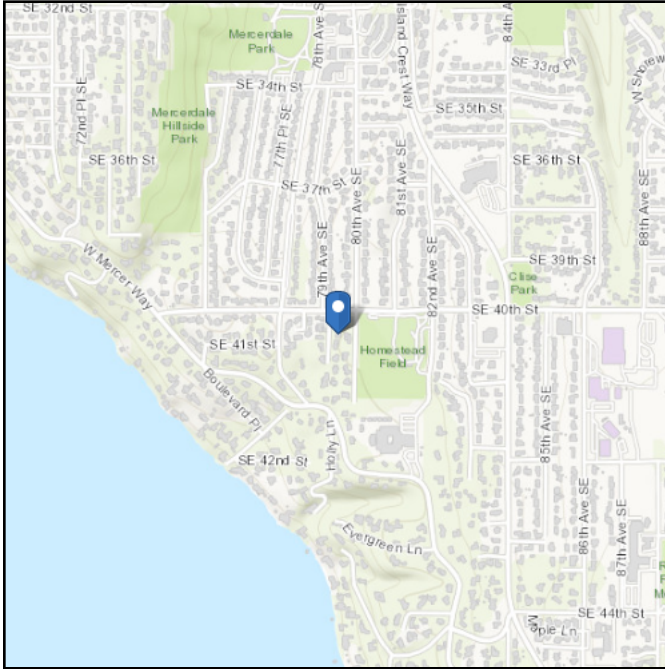 SE 32nd St
78th Ave S
Island Crest Way
84th A
Mercerdale
Park
SE 33rd Pl
W Shorew
72nd Pl SE
SE 34th St
77th Pl SE
SE 35th St
Mercerdale
Hillside
Park
SE 36th St
SE 36th St
SE 37th St
80th Ave SE
81st Ave SE
79th Ave SE
82nd Ave SE
88th Ave SE
W Mercer Way
SE 39th St
Clise
Park
SE 40th St
SE 41st St
Homestead
Field
Boulevard Pl
Holly Ln
85th Ave SE
SE 42nd St
86th Ave SE
87th Ave SE
Evergreen Ln
SE 44th St
Maple Ln